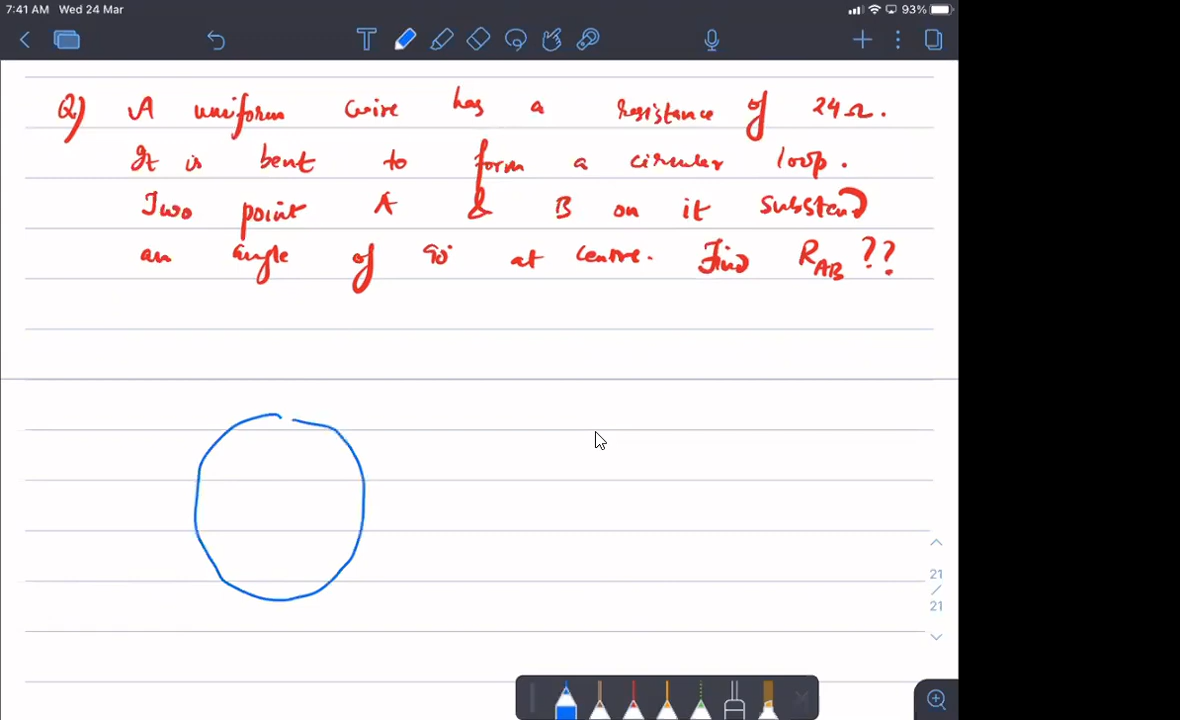 7:41 AM Wed 24 Mar 93%
Q) A uniform wire has a resistance of 24Ω.
It is bent to form a circular loop.
Two point A & B on it substend
an angle of 90° at centre. Find R_AB ??
21
/
21